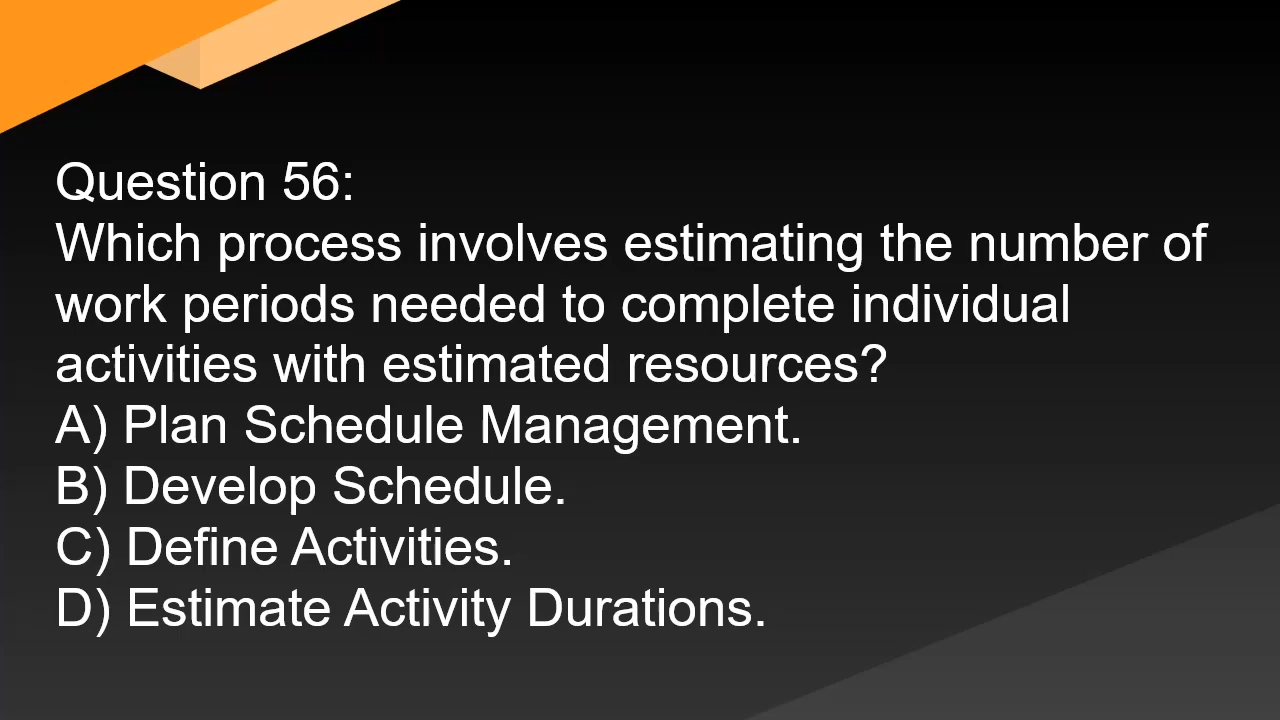 Question 56:
Which process involves estimating the number of
work periods needed to complete individual
activities with estimated resources?
A) Plan Schedule Management.
B) Develop Schedule.
C) Define Activities.
D) Estimate Activity Durations.